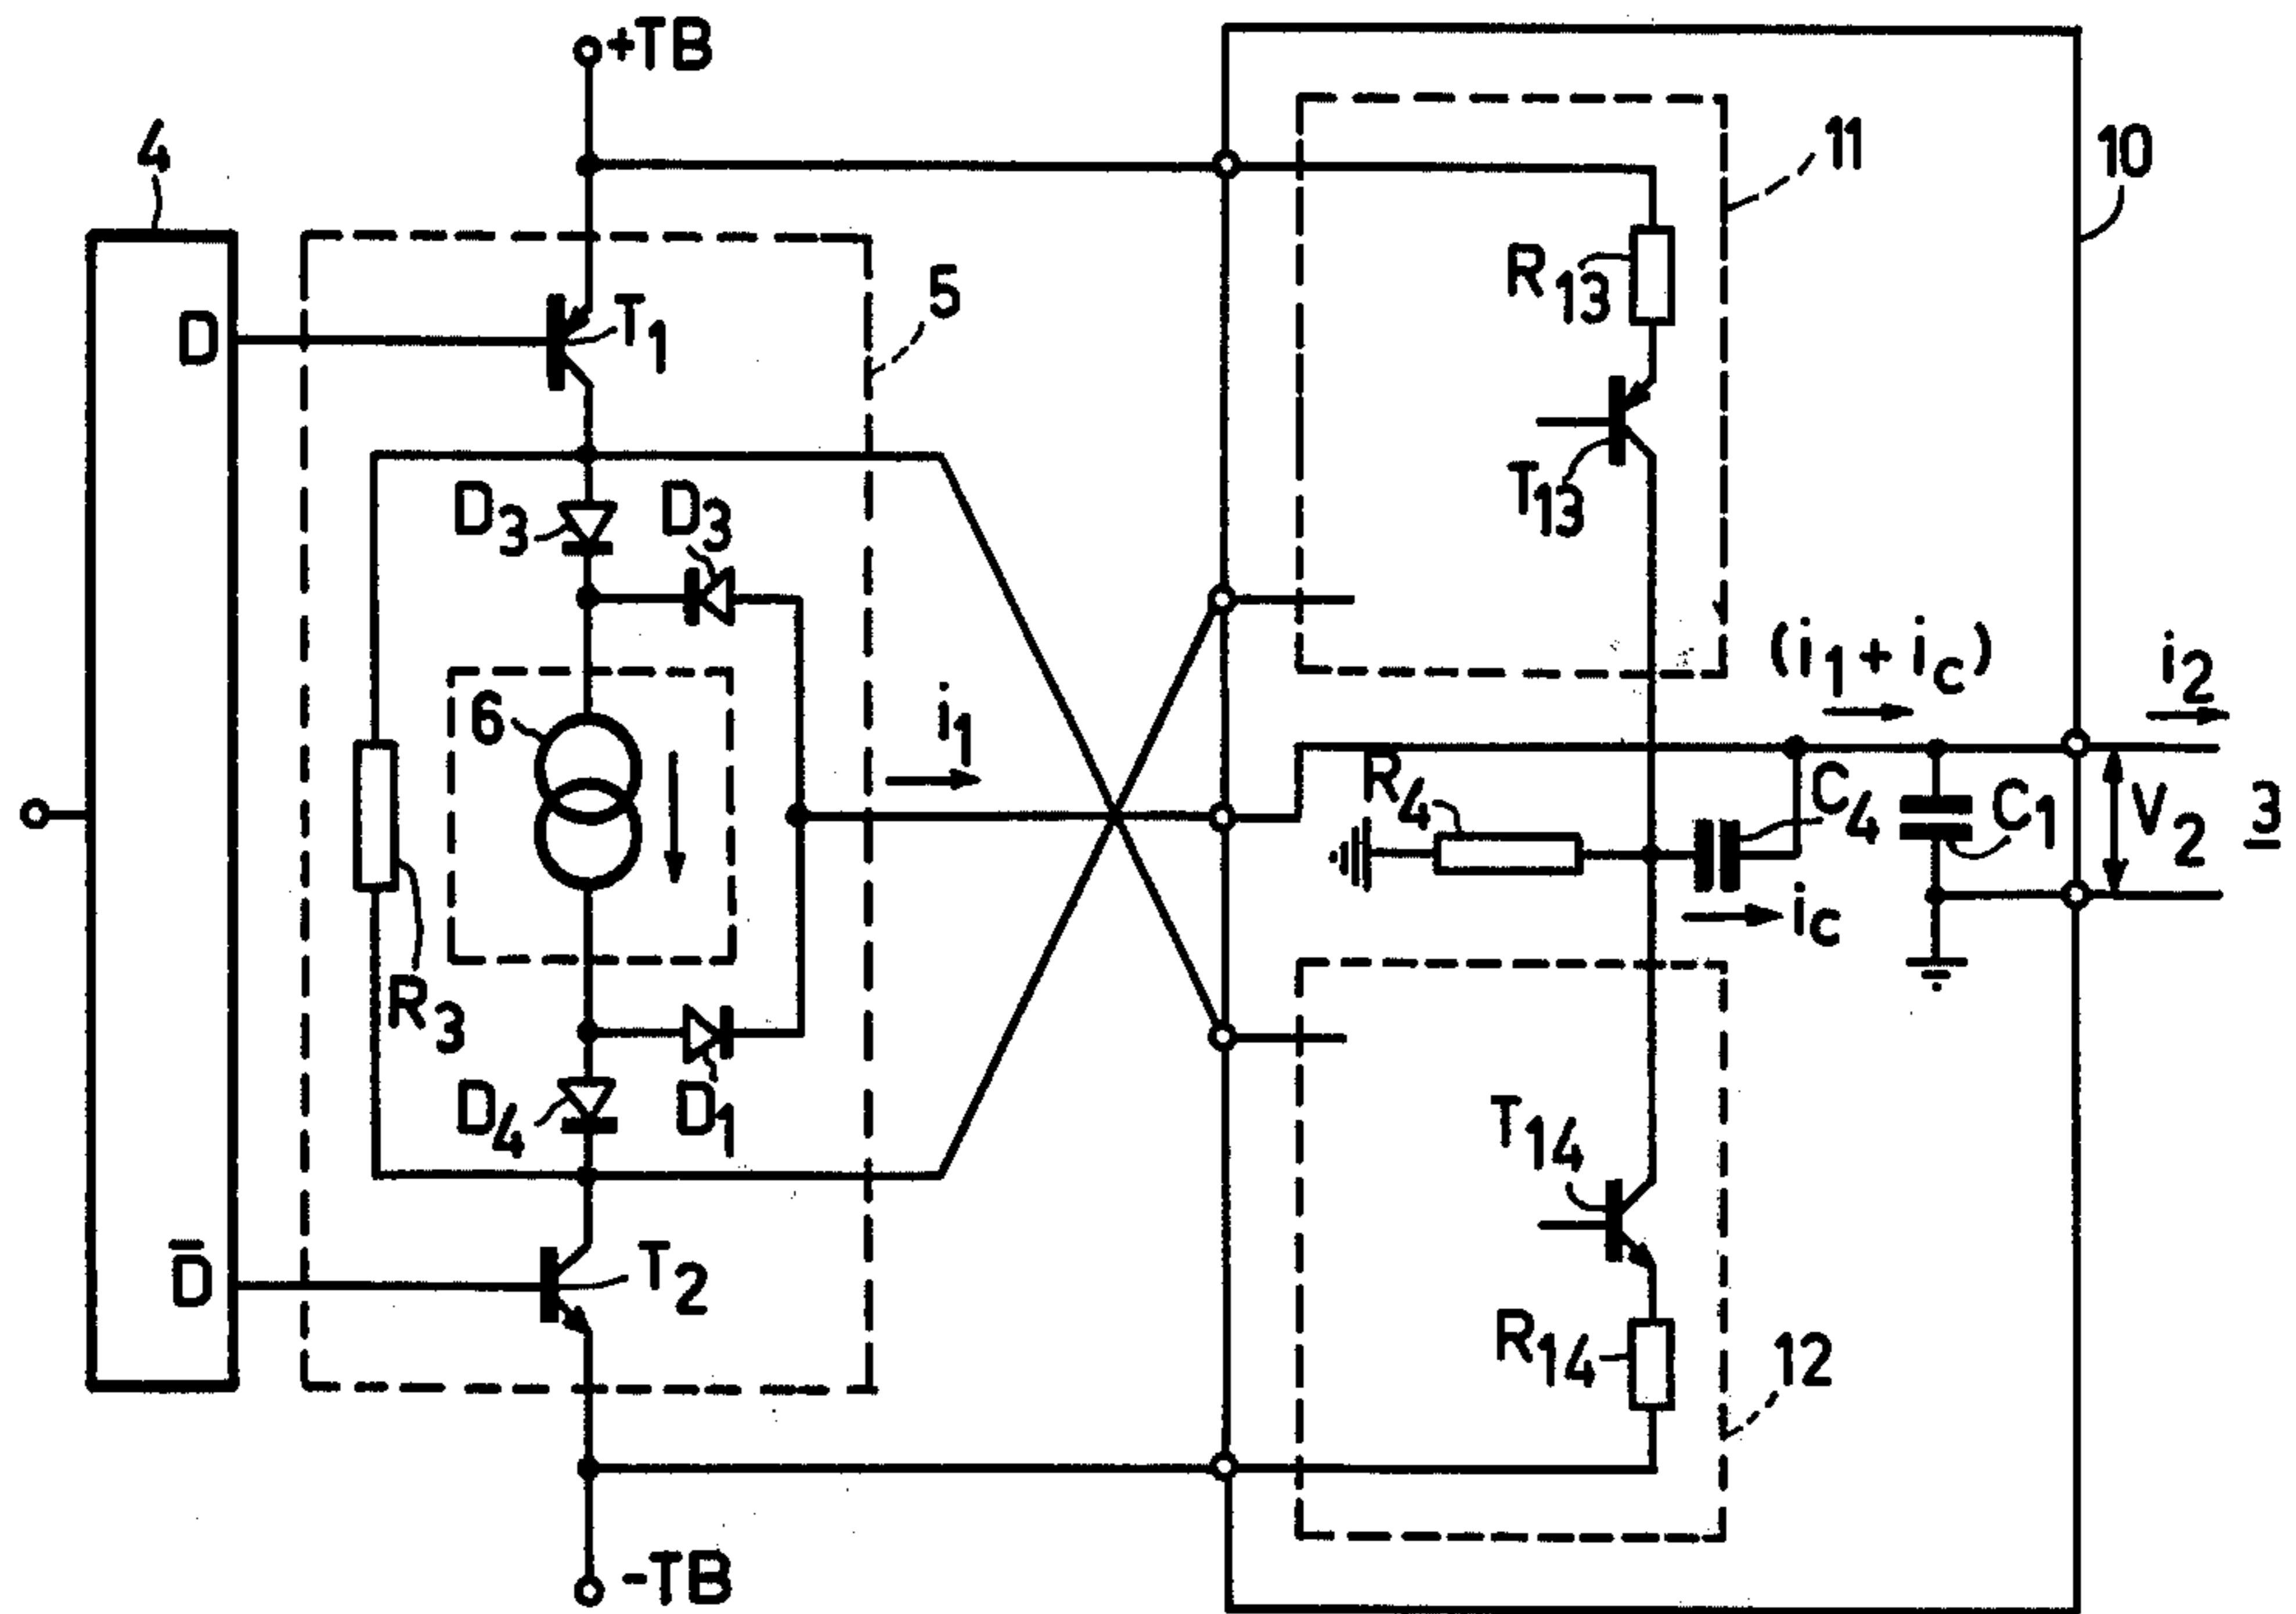 +TB
4
11
10
D
T1
5
R13
D3
D3
T13
6
i1
(i1 + ic)
i2
R4
C4
C1
V2
3
ic
R3
D4
D1
T14
D̅
T2
R14
12
-TB